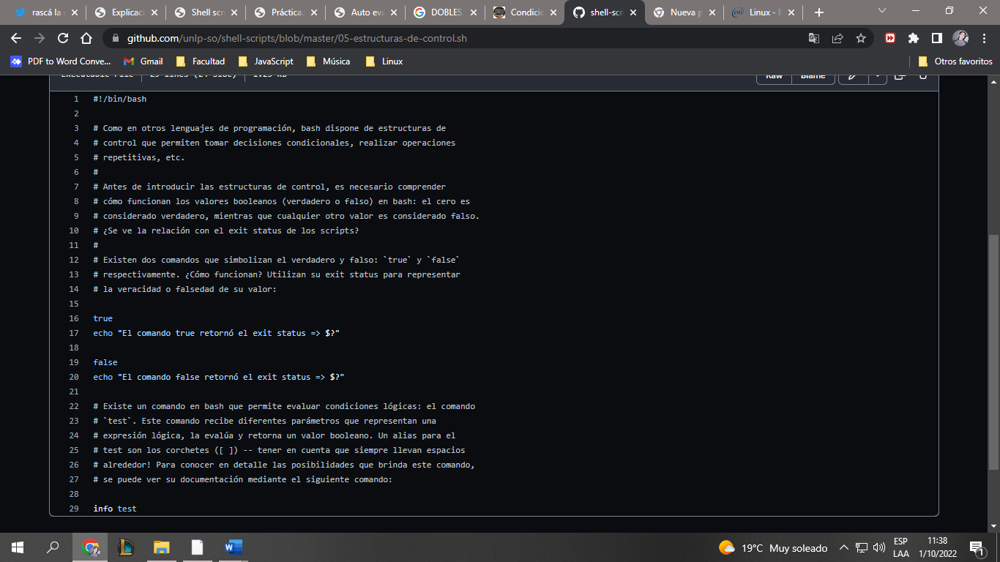 rascá la
Explicaci
Shell scr
Práctica
Auto eva
DOBLES
Condicio
shell-scr
Nueva p
Linux - P
github.com/unlp-so/shell-scripts/blob/master/05-estructuras-de-control.sh
PDF to Word Conve... Gmail Facultad JavaScript Música Linux Otros favoritos
Raw Blame
1 #!/bin/bash
2
3 # Como en otros lenguajes de programación, bash dispone de estructuras de
4 # control que permiten tomar decisiones condicionales, realizar operaciones
5 # repetitivas, etc.
6 #
7 # Antes de introducir las estructuras de control, es necesario comprender
8 # cómo funcionan los valores booleanos (verdadero o falso) en bash: el cero es
9 # considerado verdadero, mientras que cualquier otro valor es considerado falso.
10 # ¿Se ve la relación con el exit status de los scripts?
11 #
12 # Existen dos comandos que simbolizan el verdadero y falso: `true` y `false`
13 # respectivamente. ¿Cómo funcionan? Utilizan su exit status para representar
14 # la veracidad o falsedad de su valor:
15
16 true
17 echo "El comando true retornó el exit status => $?"
18
19 false
20 echo "El comando false retornó el exit status => $?"
21
22 # Existe un comando en bash que permite evaluar condiciones lógicas: el comando
23 # `test`. Este comando recibe diferentes parámetros que representan una
24 # expresión lógica, la evalúa y retorna un valor booleano. Un alias para el
25 # test son los corchetes ([ ]) -- tener en cuenta que siempre llevan espacios
26 # alrededor! Para conocer en detalle las posibilidades que brinda este comando,
27 # se puede ver su documentación mediante el siguiente comando:
28
29 info test
19°C Muy soleado
ESP
LAA
11:38
1/10/2022
1